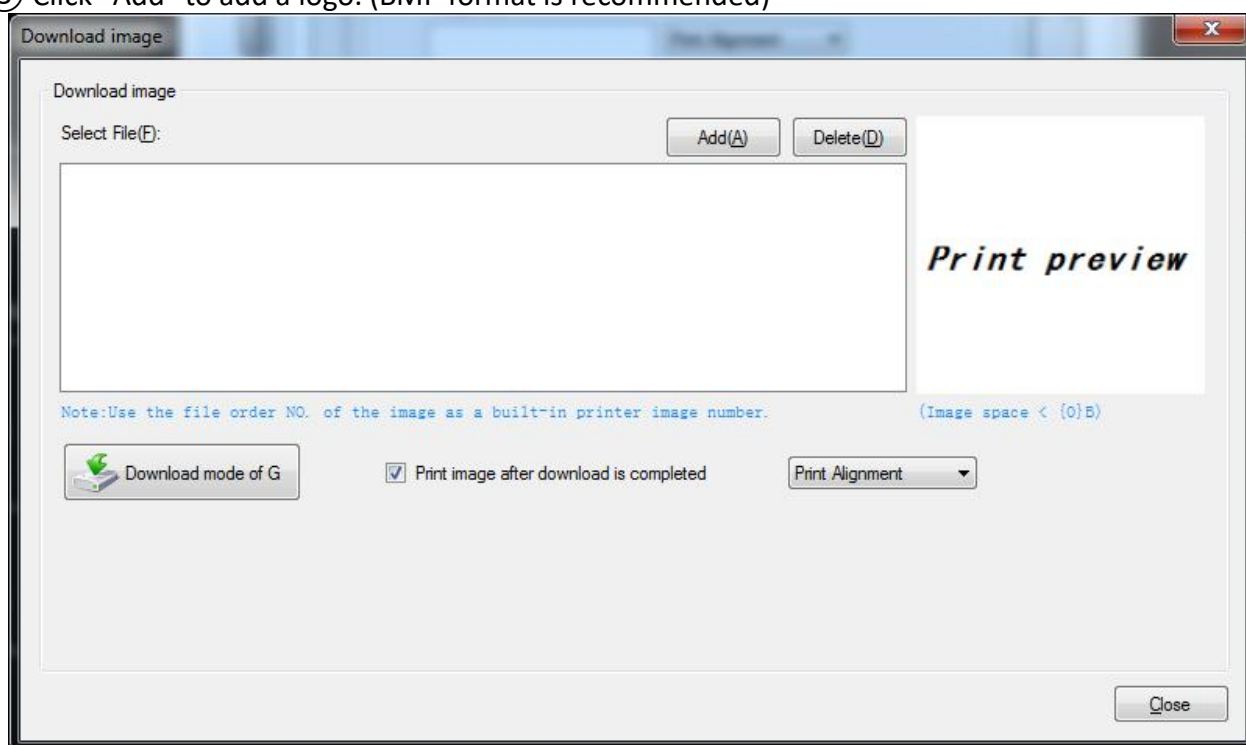 Click "Add" to add a logo. (BMP format is recommended)
Download image
X
Download image
Select File(F):
Add(A)
Delete(D)
Print preview
Note:Use the file order NO. of the image as a built-in printer image number.
(Image space < {0}B)
Download mode of G
Print image after download is completed
Print Alignment
Close